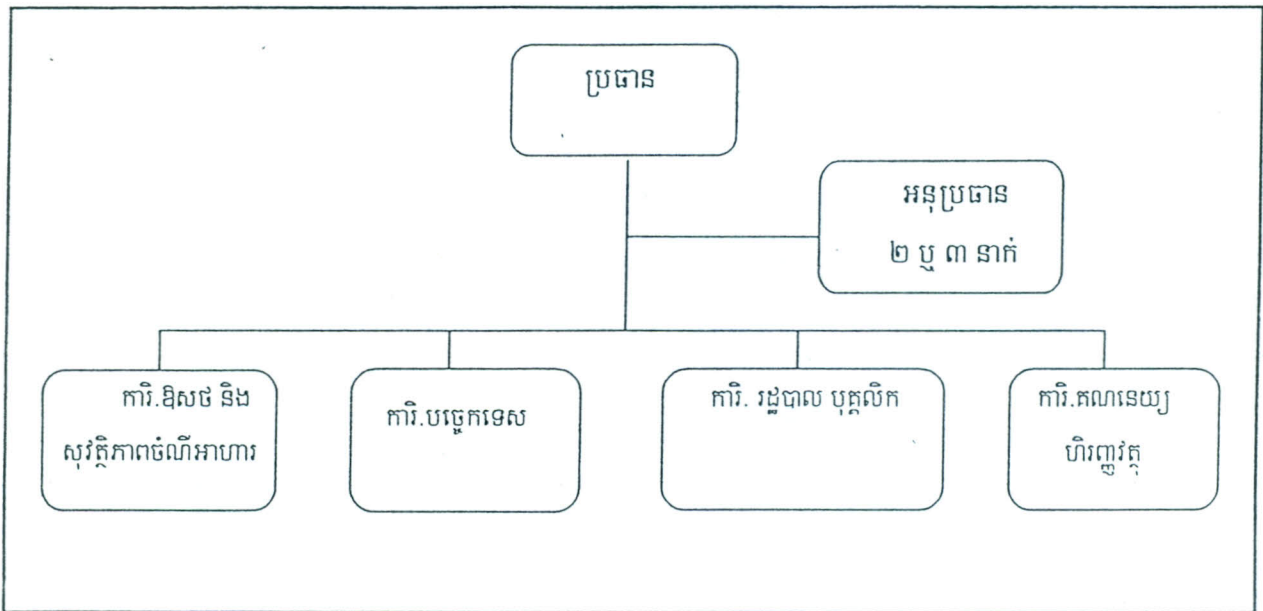 ប្រធាន
អនុប្រធាន
២ ឬ ៣ នាក់
ការិ.ឱសថ និង
សុវត្ថិភាពចំណីអាហារ
ការិ.បច្ចេកទេស
ការិ. រដ្ឋបាល បុគ្គលិក
ការិ.គណនេយ្យ
ហិរញ្ញវត្ថុ